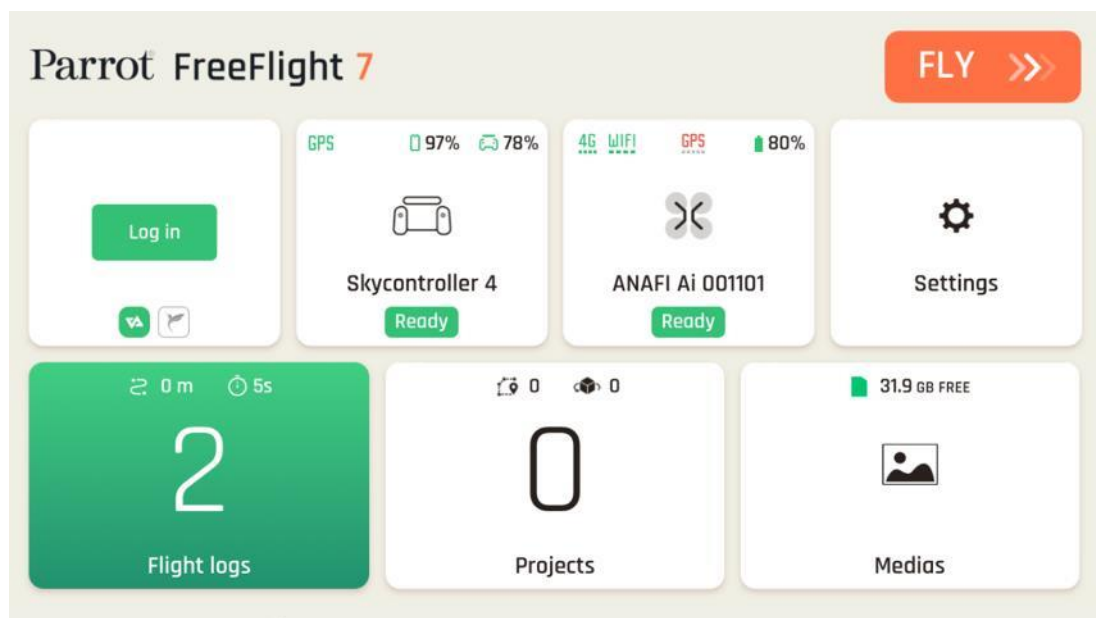 Parrot FreeFlight 7
FLY
Log in
GPS 97% 78%
Skycontroller 4
Ready
4G WIFI GPS 80%
ANAFI Ai 001101
Ready
Settings
0 m 5s
2
Flight logs
0 0
0
Projects
31.9 GB FREE
Medias